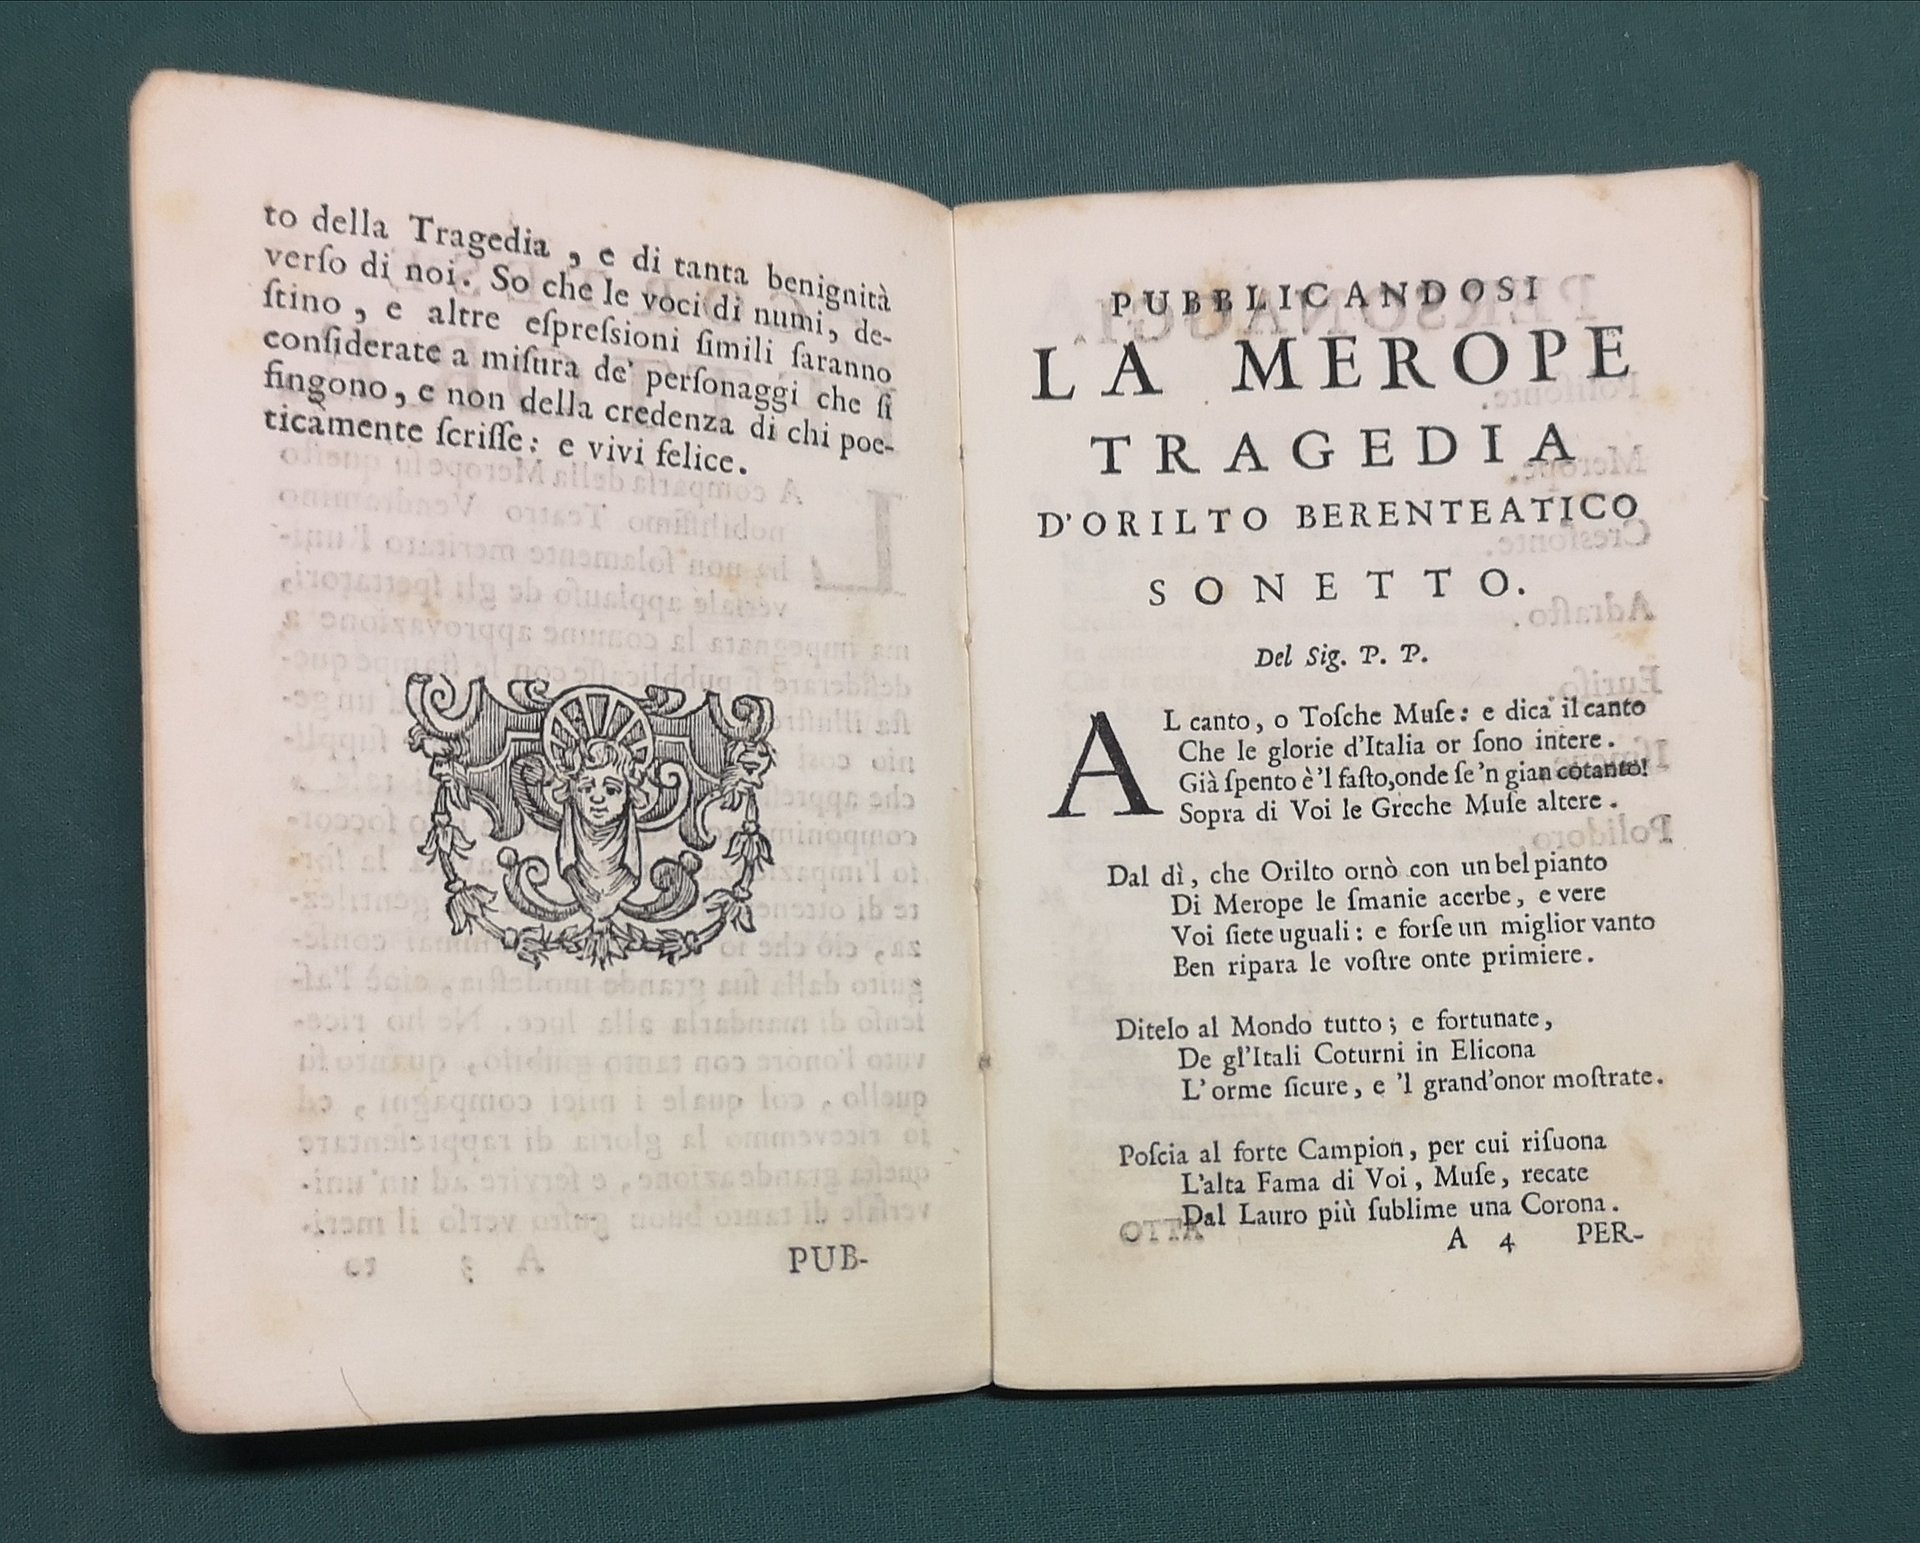 to della Tragedia, e di tanta benignità
verſo di noi. So che le voci di numi, de-
ſtino, e altre eſpreſſioni ſimili ſaranno
conſiderate a miſura de' perſonaggi che ſi
fingono, e non della credenza di chi poe-
ticamente ſcriſſe: e vivi felice.
PUB-
PUBBLICANDOSI
LA MEROPE
TRAGEDIA
D'ORILTO BERENTEATICO
SONETTO.
Del Sig. P. P.
AL canto, o Toſche Muſe: e dica il canto
Che le glorie d'Italia or ſono intere.
Già ſpento è 'l faſto, onde ſe 'n gian cotanto!
Sopra di Voi le Greche Muſe altere.
Dal dì, che Orilto ornò con un bel pianto
Di Merope le ſmanie acerbe, e vere
Voi ſiete uguali: e forſe un miglior vanto
Ben ripara le voſtre onte primiere.
Ditelo al Mondo tutto; e fortunate,
De gl'Itali Coturni in Elicona
L'orme ſicure, e 'l grand'onor moſtrate.
Poſcia al forte Campion, per cui riſuona
L'alta Fama di Voi, Muſe, recate
Dal Lauro più ſublime una Corona.
A 4 PER-